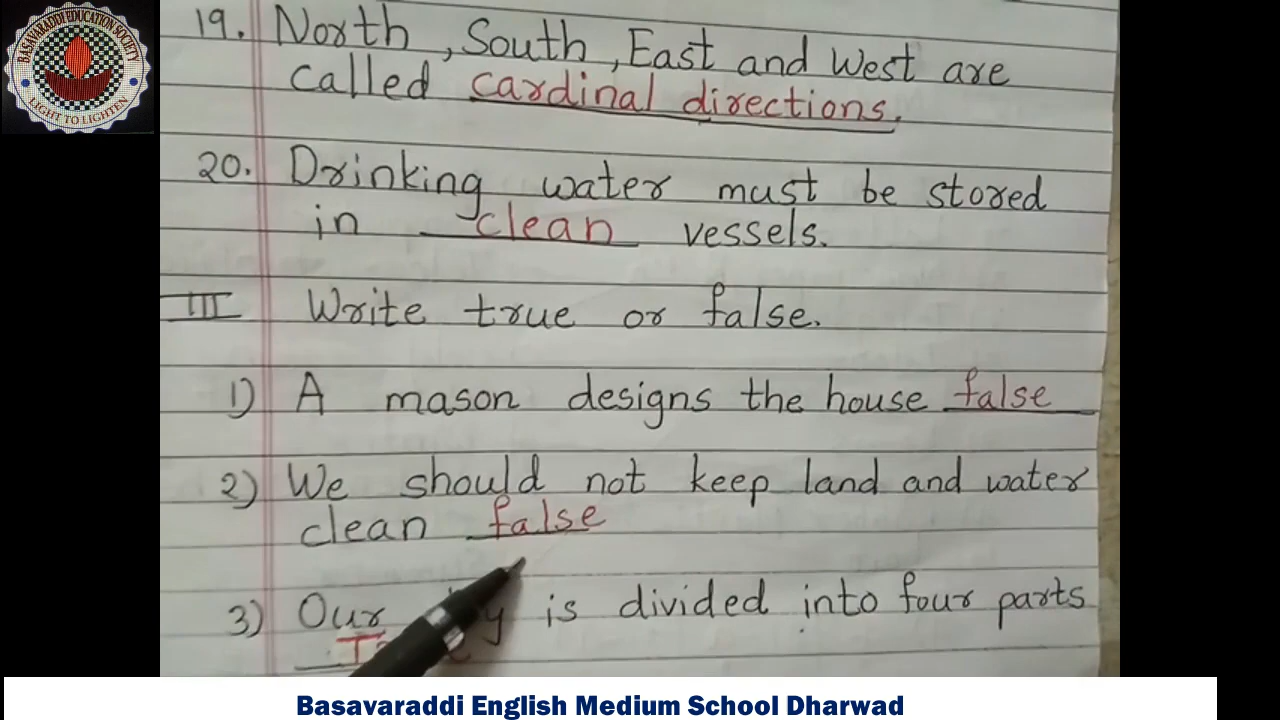 BASAVARADDI EDUCATION SOCIETY
LIGHT TO LIGHTEN
19. North, South, East and West are
called cardinal directions.
20. Drinking water must be stored
in clean vessels.
III Write true or false.
1) A mason designs the house false
2) We should not keep land and water
clean false
3) Our is divided into four parts
Basavaraddi English Medium School Dharwad